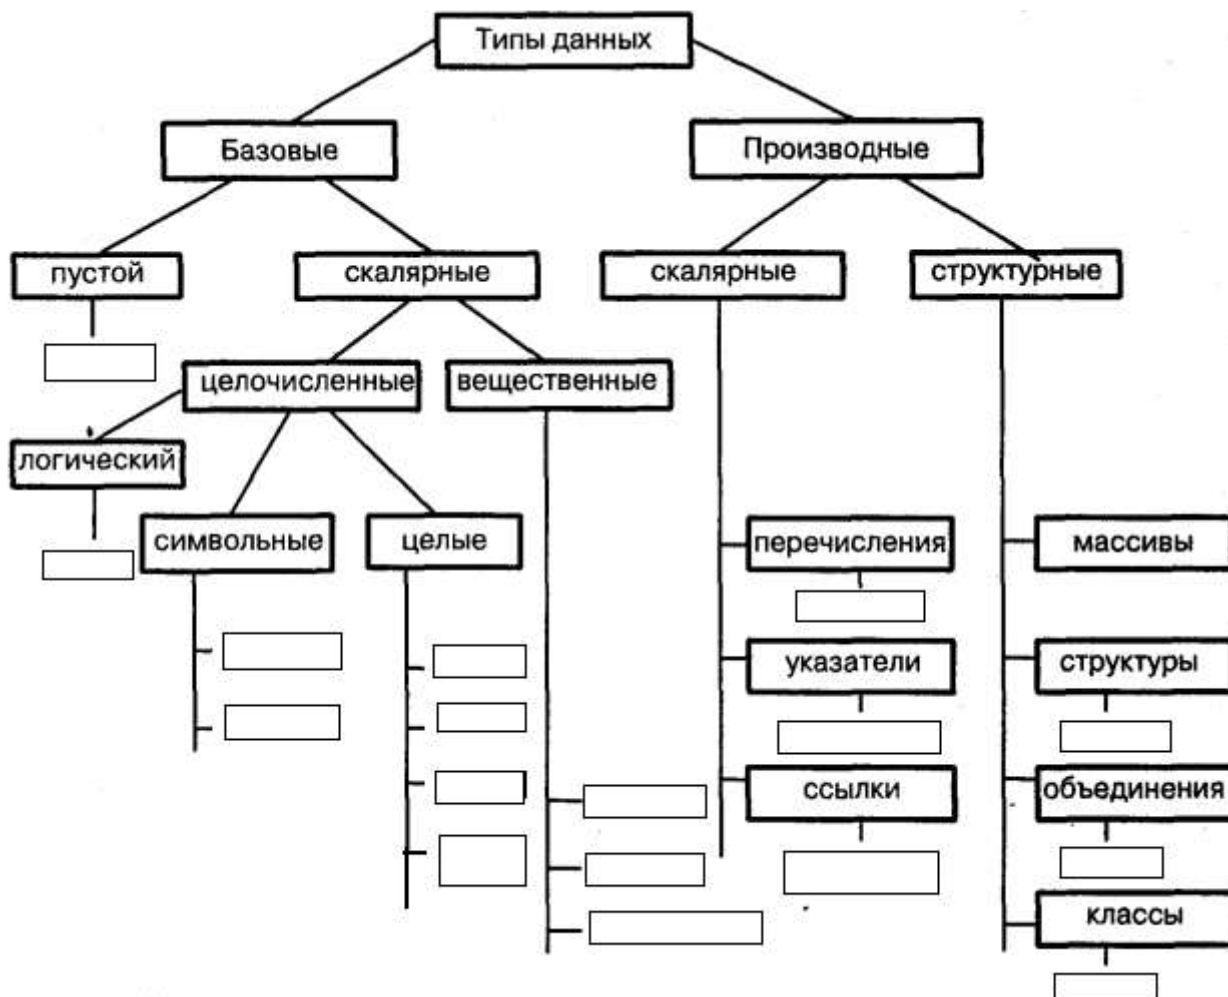 Типы данных
Базовые
Производные
пустой
скалярные
скалярные
структурные
целочисленные
вещественные
логический
символьные
целые
перечисления
массивы
указатели
структуры
ссылки
объединения
классы